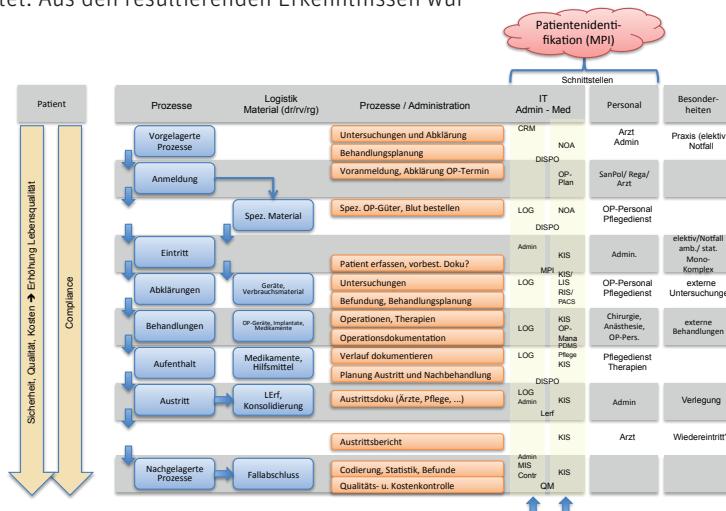 tet. Aus den resultierenden Erkenntnissen wur
Patientenidenti-
fikation (MPI)
Schnittstellen
Patient
Prozesse
Logistik
Material (dr/rv/rg)
Prozesse / Administration
IT
Admin - Med
Personal
Besonder-
heiten
Sicherheit, Qualität, Kosten → Erhöhung Lebensqualität
Compliance
Vorgelagerte
Prozesse
Untersuchungen und Abklärung
Behandlungsplanung
CRM
NOA
DISPO
Arzt
Admin
Praxis (elektiv
Notfall
Anmeldung
Voranmeldung, Abklärung OP-Termin
OP-
Plan
SanPol/ Rega/
Arzt
Spez. Material
Spez. OP-Güter, Blut bestellen
LOG
NOA
DISPO
OP-Personal
Pflegedienst
Eintritt
Patient erfassen, vorbest. Doku?
Admin
KIS
MPI
Admin.
elektiv/Notfall
amb./ stat.
Mono-
Komplex
Abklärungen
Geräte,
Verbrauchsmaterial
Untersuchungen
Befundung, Behandlungsplanung
LOG
KIS/
LIS
RIS/
PACS
OP-Personal
Pflegedienst
externe
Untersuchunge
Behandlungen
OP-Geräte, Implantate,
Medikamente
Operationen, Therapien
Operationsdokumentation
LOG
KIS
OP-
Mana
PDMS
Chirurgie,
Anästhesie,
OP-Pers.
externe
Behandlungen
Aufenthalt
Medikamente,
Hilfsmittel
Verlauf dokumentieren
Planung Austritt und Nachbehandlung
LOG
Pflege
KIS
DISPO
Pflegedienst
Therapien
Austritt
LErf,
Konsolidierung
Austrittsdoku (Ärzte, Pflege, ...)
LOG
Admin
KIS
Lerf
Admin
Verlegung
Austrittsbericht
KIS
Arzt
Wiedereintritt?
Nachgelagerte
Prozesse
Fallabschluss
Codierung, Statistik, Befunde
Qualitäts- u. Kostenkontrolle
Admin
MIS
Contr
KIS
QM